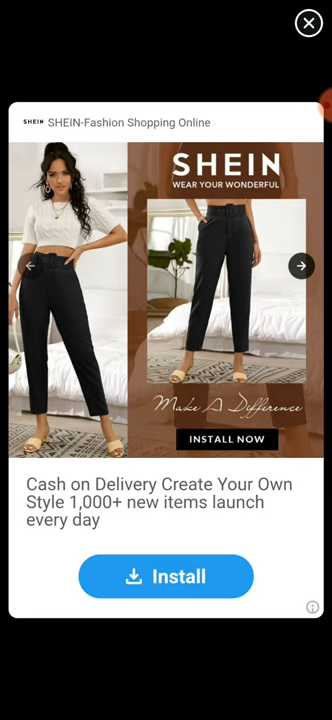 SHEIN SHEIN-Fashion Shopping Online
SHEIN
WEAR YOUR WONDERFUL
Make A Difference
INSTALL NOW
Cash on Delivery Create Your Own
Style 1,000+ new items launch
every day
Install